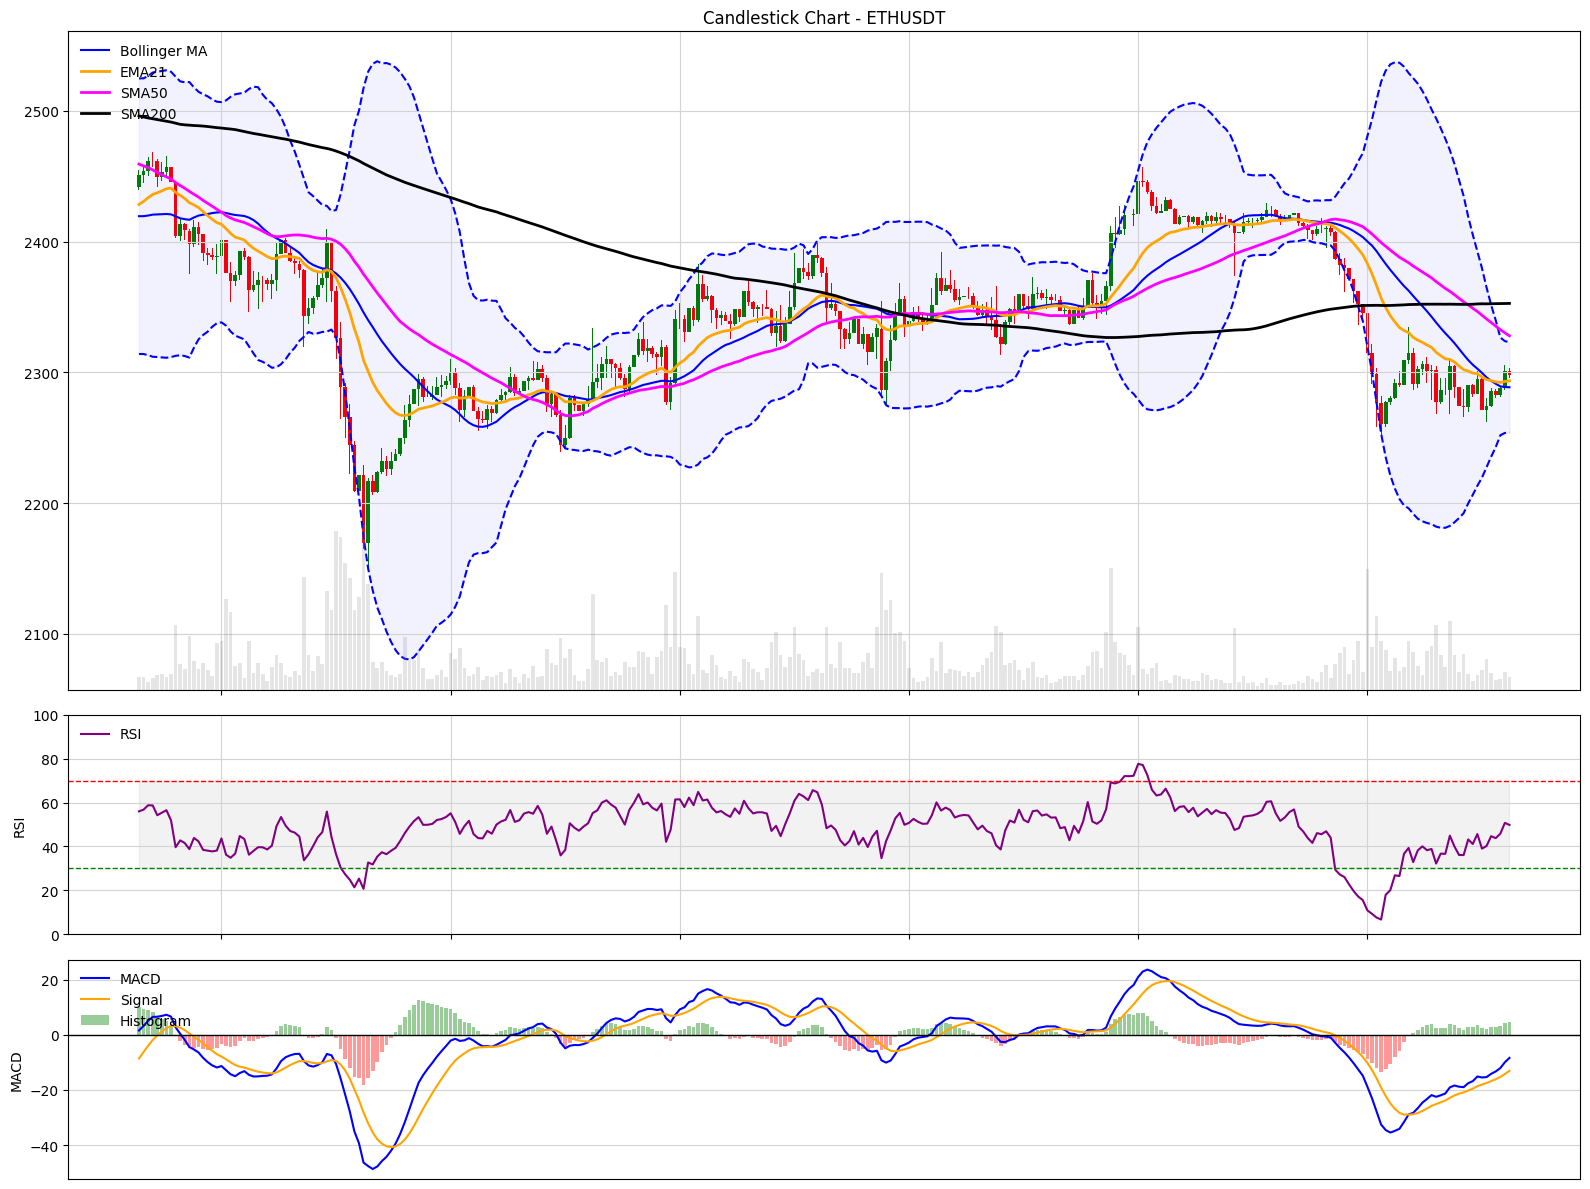 Candlestick Chart - ETHUSDT
Bollinger MA
EMA21
SMA50
SMA200
2500
2400
2300
2200
2100
100
80
60
40
20
0
RSI
RSI
20
0
−20
−40
MACD
MACD
Signal
Histogram